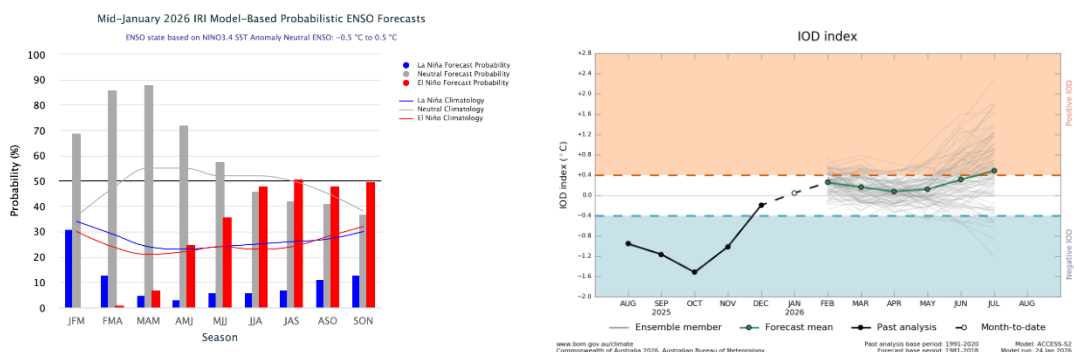 Mid-January 2026 IRI Model-Based Probabilistic ENSO Forecasts
ENSO state based on NINO3.4 SST Anomaly Neutral ENSO: -0.5 °C to 0.5 °C
100
90
80
70
60
50
40
30
20
10
0
Probability (%)
La Niña Forecast Probability
Neutral Forecast Probability
El Niño Forecast Probability
La Niña Climatology
Neutral Climatology
El Niño Climatology
JFM FMA MAM AMJ MJJ JJA JAS ASO SON
Season
IOD index
+2.8
+2.4
+2.0
+1.6
+1.2
+0.8
+0.4
0.0
−0.4
−0.8
−1.2
−1.6
−2.0
IOD index (°C)
Positive IOD
Negative IOD
AUG SEP OCT NOV DEC JAN FEB MAR APR MAY JUN JUL AUG
2025 2026
Ensemble member Forecast mean Past analysis Month-to-date
www.bom.gov.au/climate Past analysis base period: 1991-2020 Model: ACCESS-S2
Commonwealth of Australia 2026, Australian Bureau of Meteorology Forecast base period: 1981-2018 Model run: 24 Jan 2026